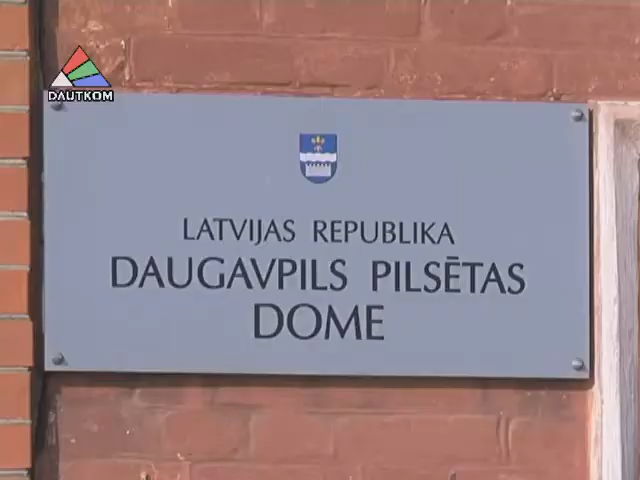 DAUTKOM
LATVIJAS REPUBLIKA
DAUGAVPILS PILSĒTAS
DOME